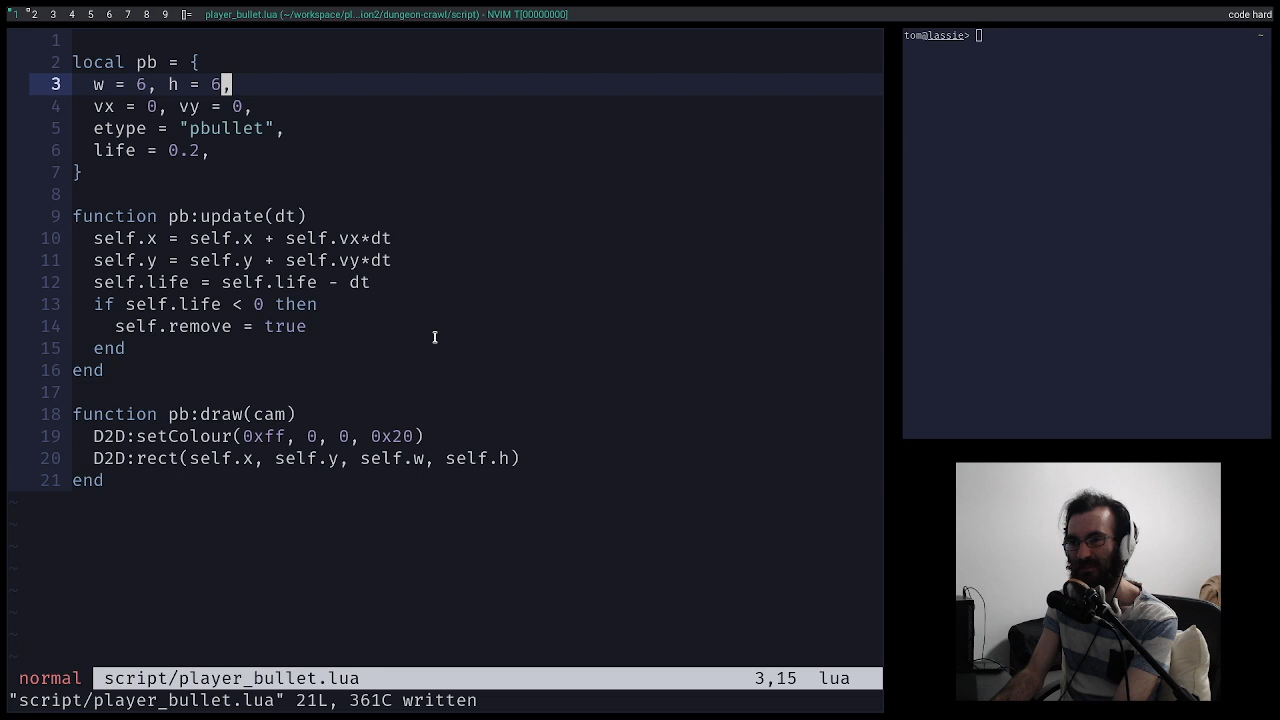 1 2 3 4 5 6 7 8 9 []= player_bullet.lua (~/workspace/pl...ion2/dungeon-crawl/script) - NVIM T[00000000] code hard
1
2 local pb = {
3   w = 6, h = 6,
4   vx = 0, vy = 0,
5   etype = "pbullet",
6   life = 0.2,
7 }
8
9 function pb:update(dt)
10   self.x = self.x + self.vx*dt
11   self.y = self.y + self.vy*dt
12   self.life = self.life - dt
13   if self.life < 0 then
14     self.remove = true
15   end
16 end
17
18 function pb:draw(cam)
19   D2D:setColour(0xff, 0, 0, 0x20)
20   D2D:rect(self.x, self.y, self.w, self.h)
21 end
~
~
~
~
~
~
~
~
normal script/player_bullet.lua 3,15 lua
"script/player_bullet.lua" 21L, 361C written
tom@lassie> ~